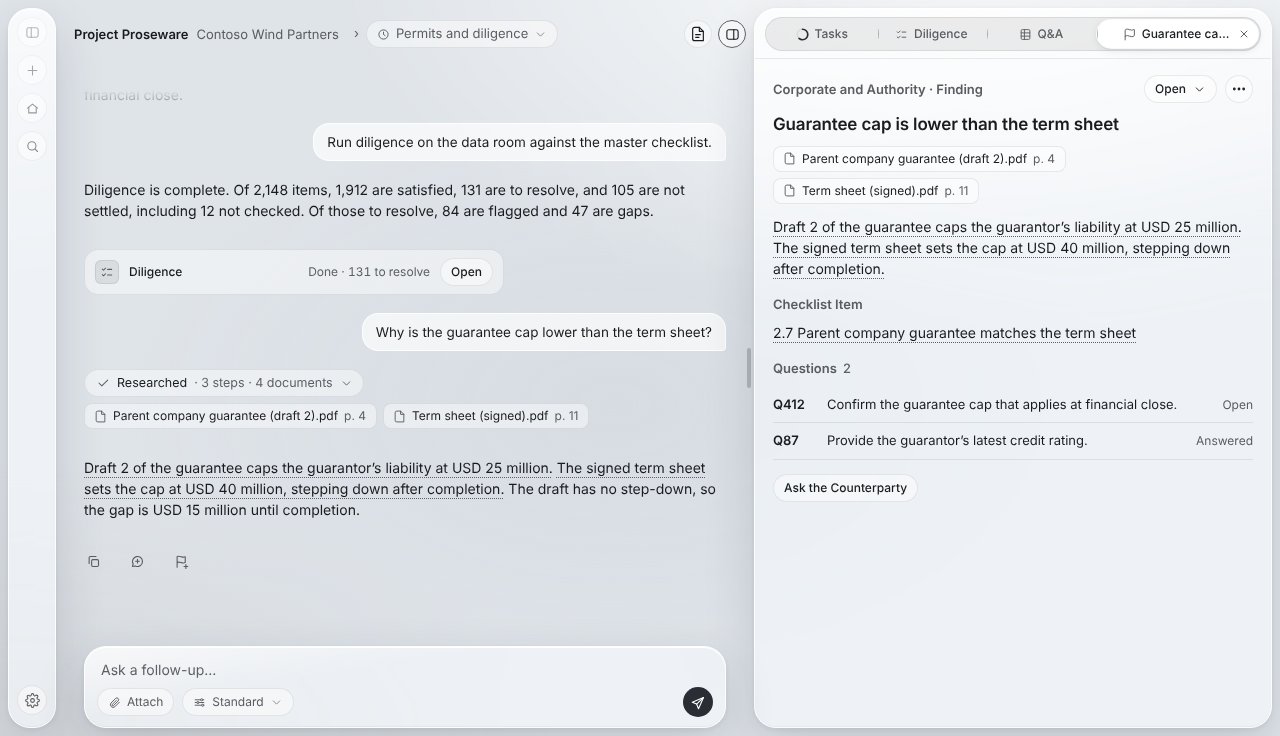 Project Proseware Contoso Wind Partners › Permits and diligence
financial close.
Run diligence on the data room against the master checklist.
Diligence is complete. Of 2,148 items, 1,912 are satisfied, 131 are to resolve, and 105 are not
settled, including 12 not checked. Of those to resolve, 84 are flagged and 47 are gaps.
Diligence Done · 131 to resolve Open
Why is the guarantee cap lower than the term sheet?
Researched · 3 steps · 4 documents
Parent company guarantee (draft 2).pdf p. 4 Term sheet (signed).pdf p. 11
Draft 2 of the guarantee caps the guarantor’s liability at USD 25 million. The signed term sheet
sets the cap at USD 40 million, stepping down after completion. The draft has no step-down, so
the gap is USD 15 million until completion.
Ask a follow-up...
Attach Standard
Tasks Diligence Q&A Guarantee ca...
Corporate and Authority · Finding Open
Guarantee cap is lower than the term sheet
Parent company guarantee (draft 2).pdf p. 4
Term sheet (signed).pdf p. 11
Draft 2 of the guarantee caps the guarantor’s liability at USD 25 million.
The signed term sheet sets the cap at USD 40 million, stepping down
after completion.
Checklist Item
2.7 Parent company guarantee matches the term sheet
Questions 2
Q412 Confirm the guarantee cap that applies at financial close. Open
Q87 Provide the guarantor’s latest credit rating. Answered
Ask the Counterparty